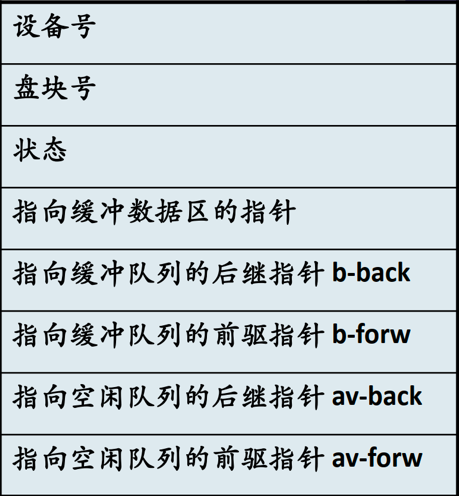 设备号
盘块号
状态
指向缓冲数据区的指针
指向缓冲队列的后继指针 b-back
指向缓冲队列的前驱指针 b-forw
指向空闲队列的后继指针 av-back
指向空闲队列的前驱指针 av-forw